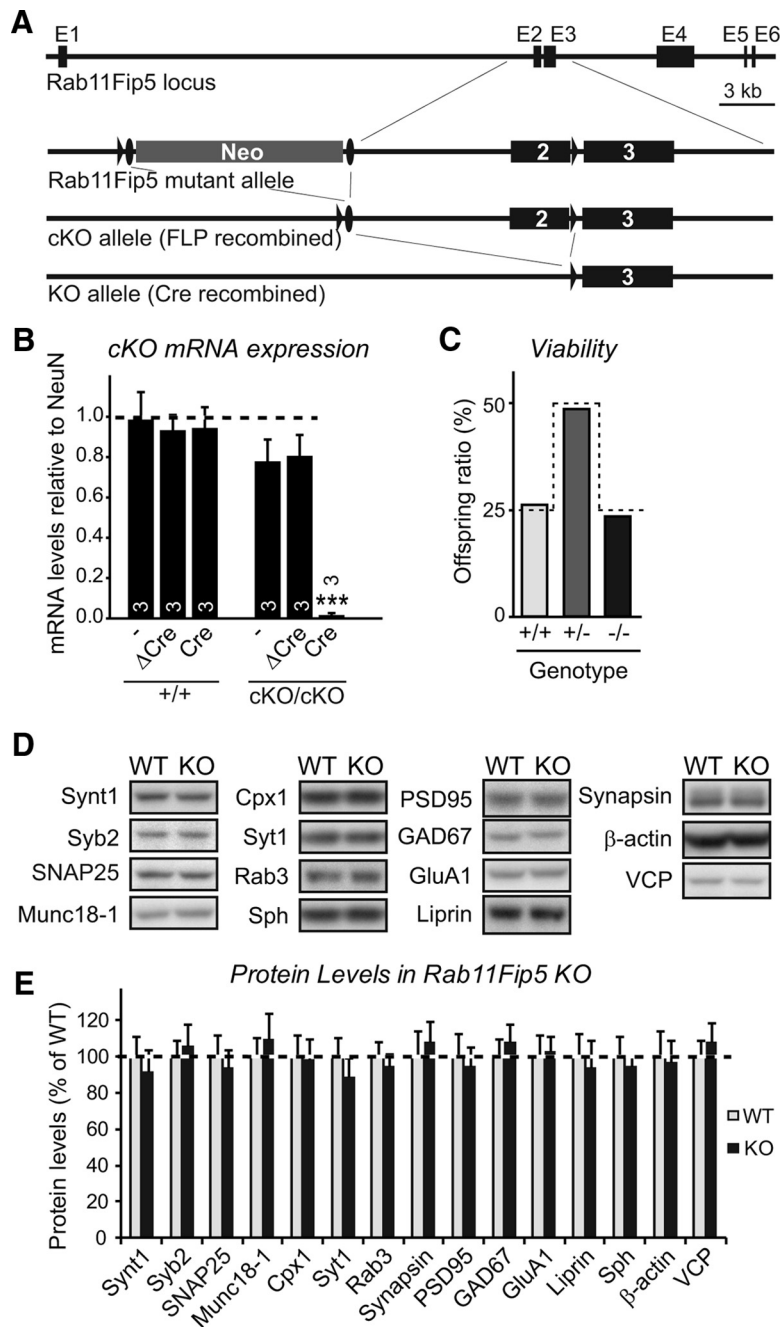 A
E1 E2 E3 E4 E5 E6
Rab11Fip5 locus
3 kb
Neo 2 3
Rab11Fip5 mutant allele
2 3
cKO allele (FLP recombined)
3
KO allele (Cre recombined)
B
cKO mRNA expression
mRNA levels relative to NeuN
1.0
0.8
0.6
0.4
0.2
0.0
3 3 3 3 3 3
***
- ΔCre Cre - ΔCre Cre
+/+ cKO/cKO
C
Viability
Offspring ratio (%)
50
25
0
+/+ +/- -/-
Genotype
D
WT KO WT KO WT KO WT KO
Synt1 Cpx1 PSD95 Synapsin
Syb2 Syt1 GAD67 β-actin
SNAP25 Rab3 GluA1 VCP
Munc18-1 Sph Liprin
E
Protein Levels in Rab11Fip5 KO
Protein levels (% of WT)
120
100
80
60
40
20
0
WT
KO
Synt1 Syb2 SNAP25 Munc18-1 Cpx1 Syt1 Rab3 Synapsin PSD95 GAD67 GluA1 Liprin Sph β-actin VCP